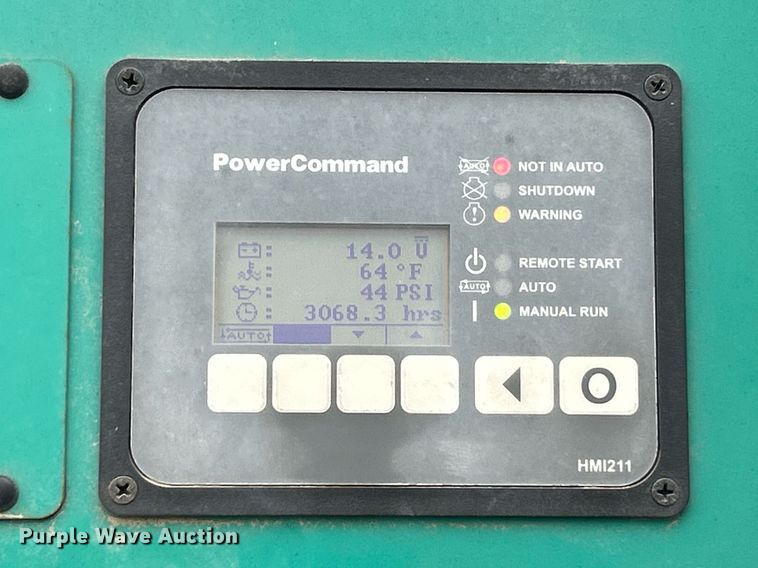 PowerCommand
NOT IN AUTO
SHUTDOWN
WARNING
REMOTE START
AUTO
AUTO
MANUAL RUN
: 14.0 V
: 64 °F
: 44 PSI
: 3068.3 hrs
AUTO
O
HMI211
Purple Wave Auction